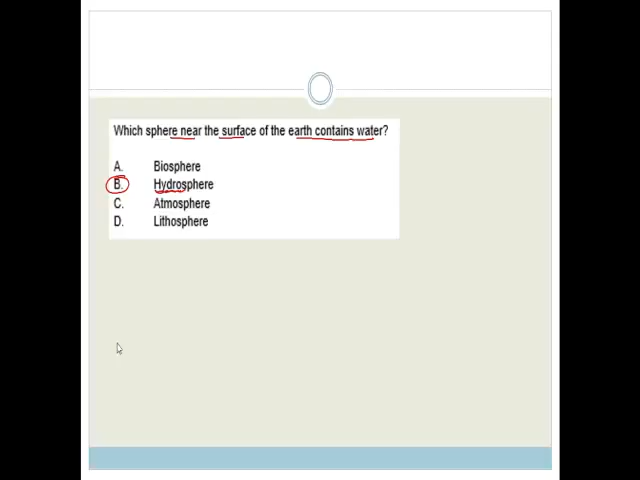 Which sphere near the surface of the earth contains water?
A. Biosphere
B. Hydrosphere
C. Atmosphere
D. Lithosphere